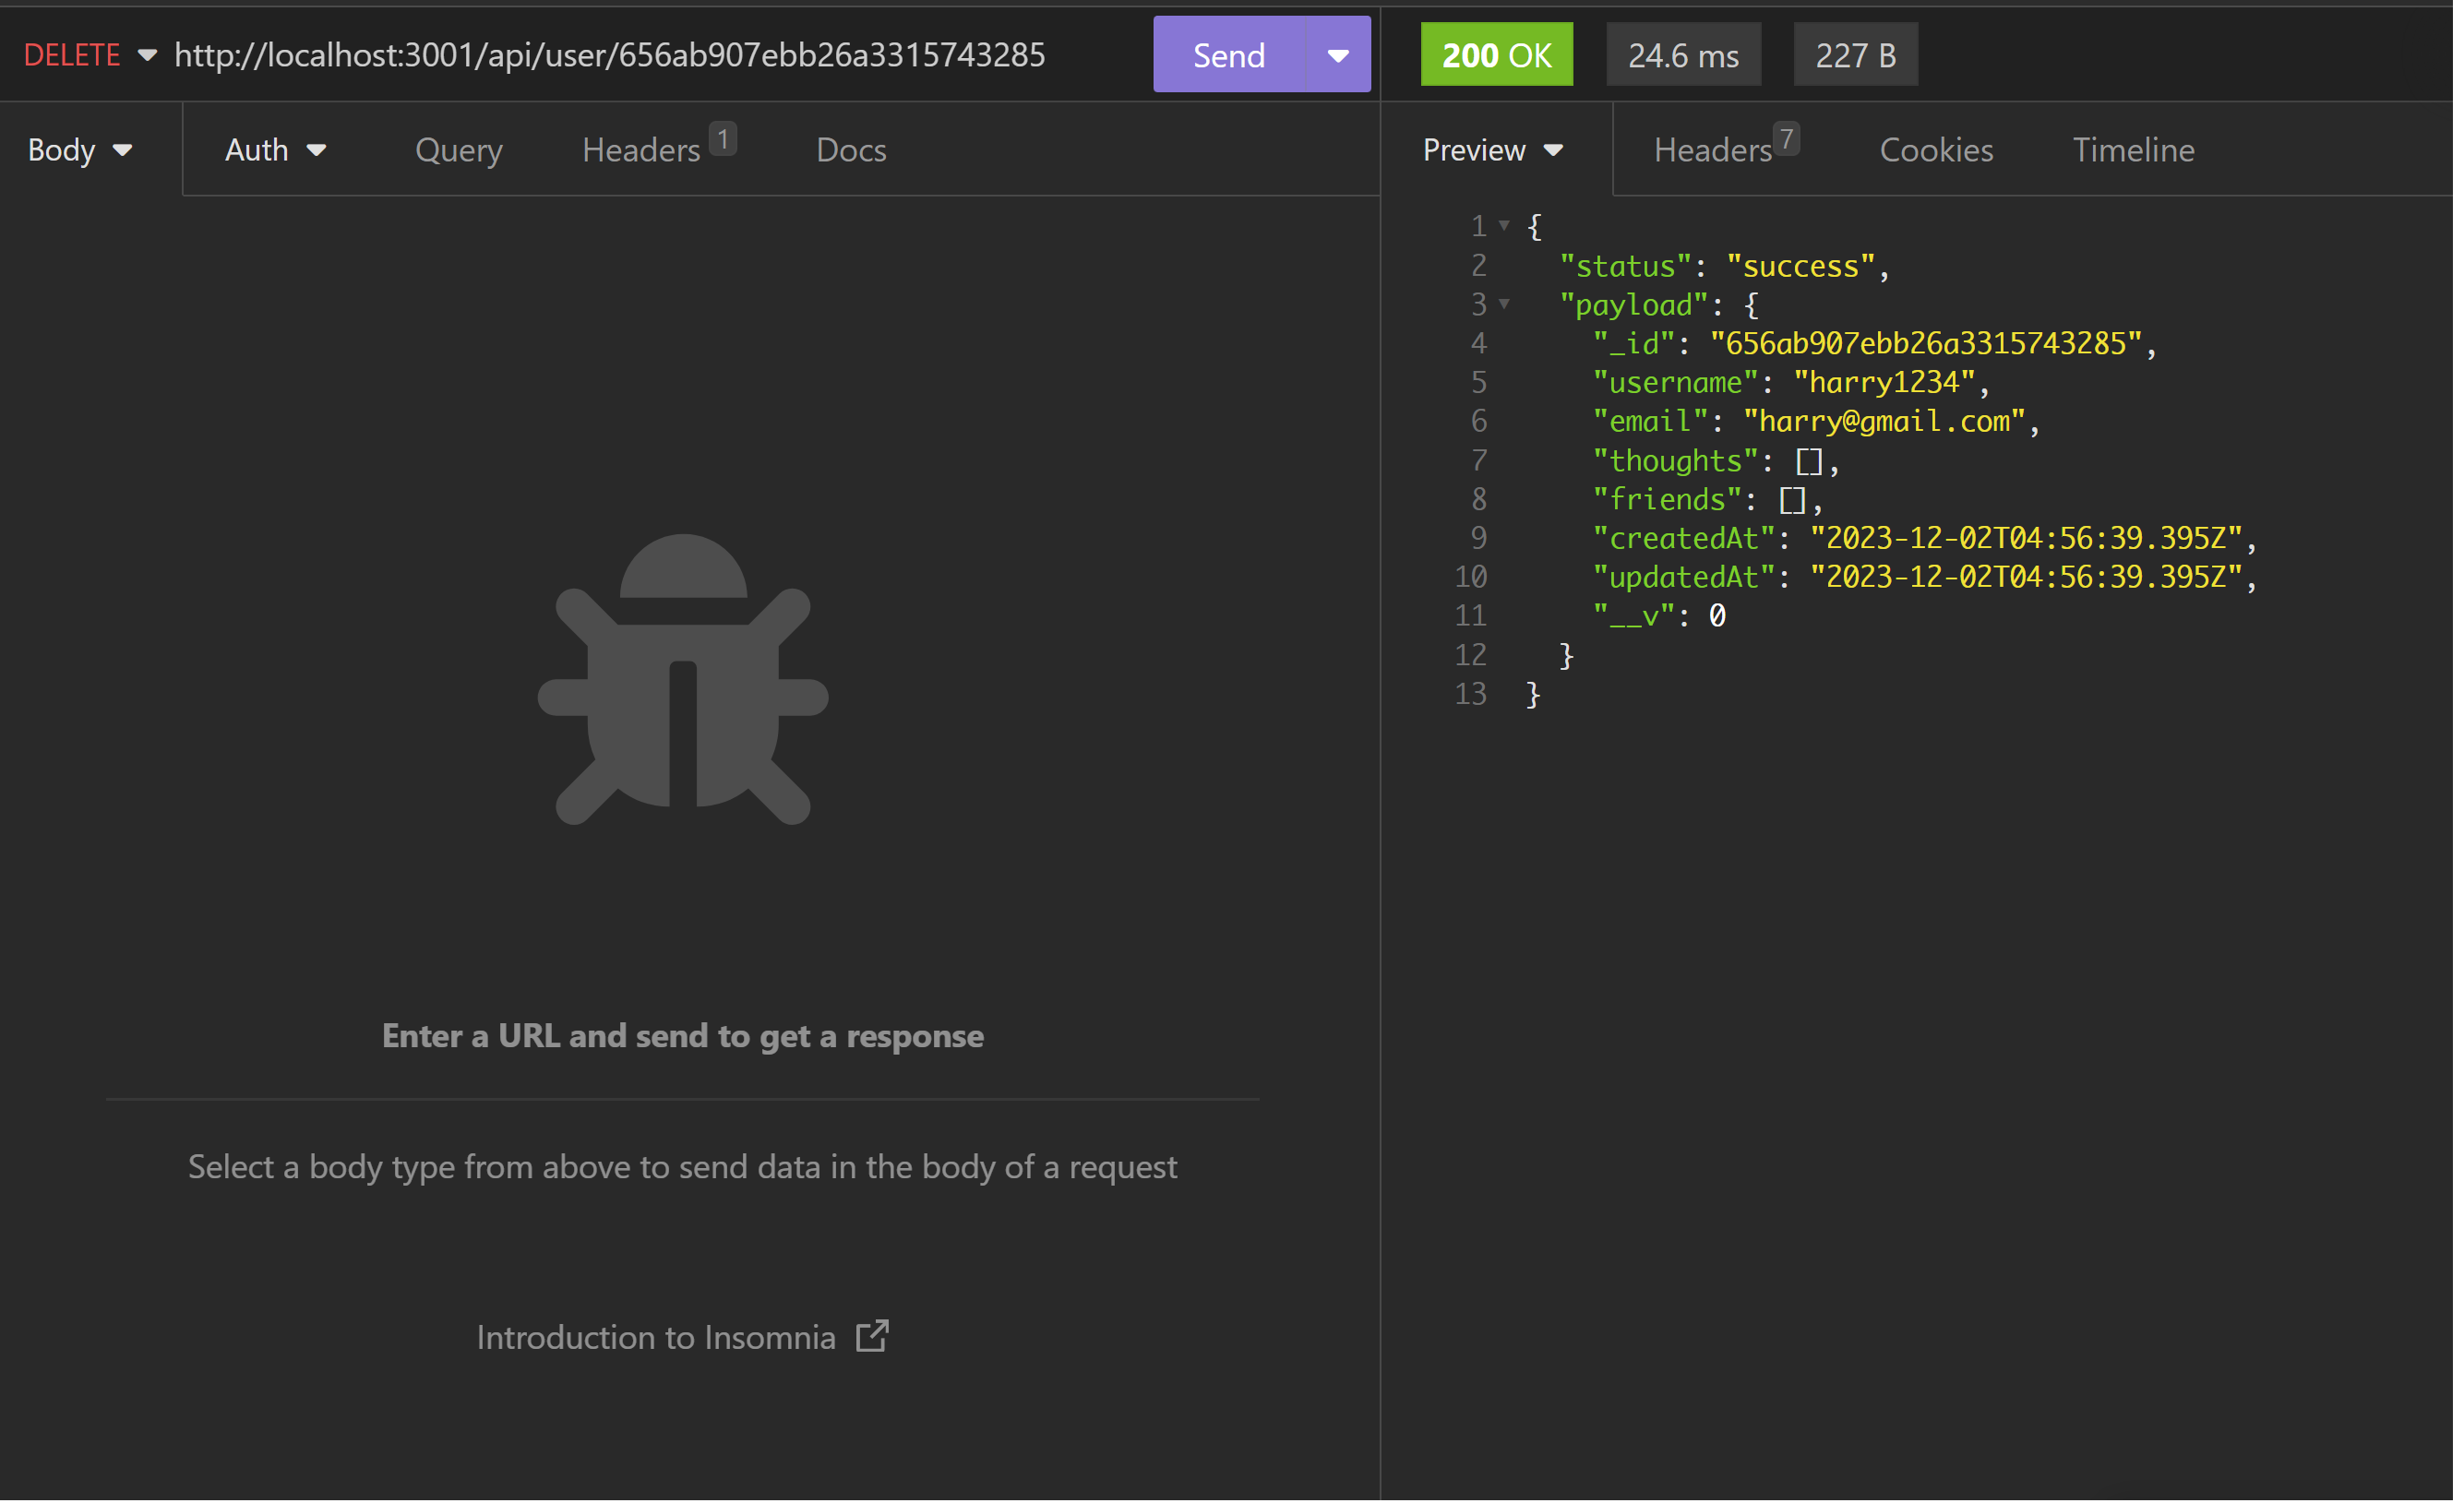 DELETE http://localhost:3001/api/user/656ab907ebb26a3315743285 Send
200 OK 24.6 ms 227 B
Body Auth Query Headers 1 Docs
Preview Headers 7 Cookies Timeline
Enter a URL and send to get a response
Select a body type from above to send data in the body of a request
Introduction to Insomnia
1 {
2 "status": "success",
3 "payload": {
4 "_id": "656ab907ebb26a3315743285",
5 "username": "harry1234",
6 "email": "harry@gmail.com",
7 "thoughts": [],
8 "friends": [],
9 "createdAt": "2023-12-02T04:56:39.395Z",
10 "updatedAt": "2023-12-02T04:56:39.395Z",
11 "__v": 0
12 }
13 }